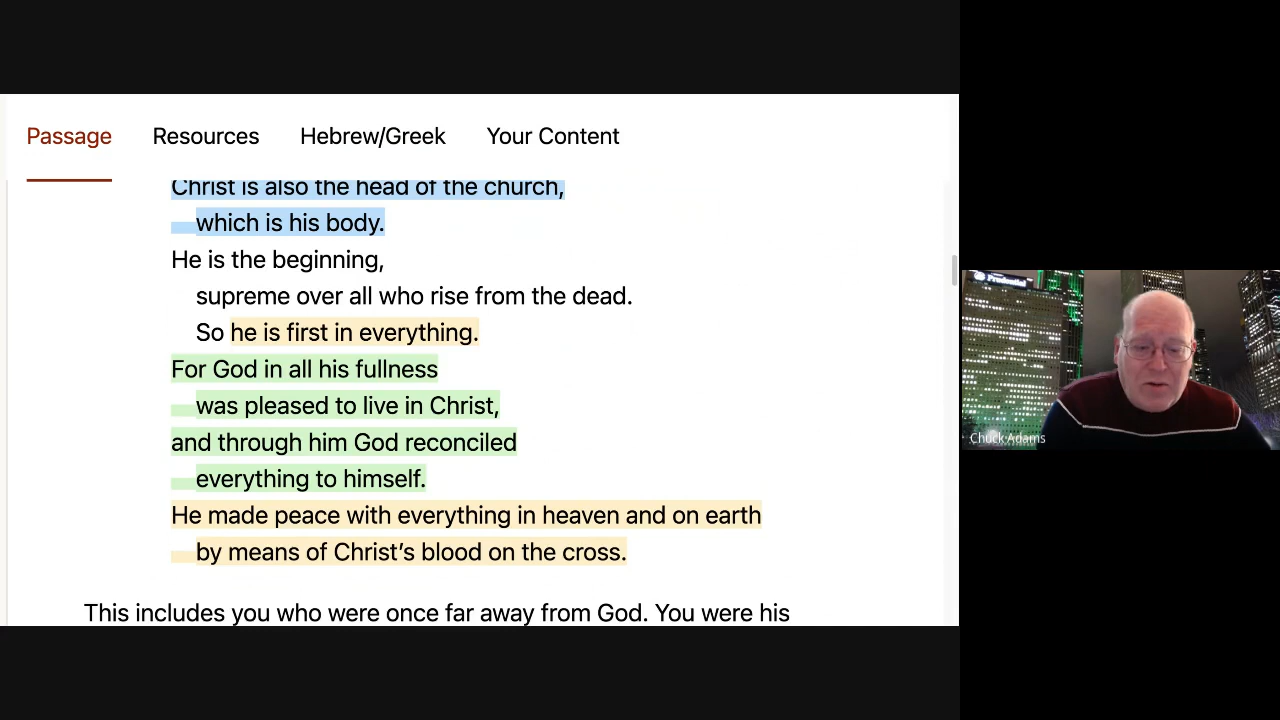 Passage Resources Hebrew/Greek Your Content
Christ is also the head of the church,
which is his body.
He is the beginning,
supreme over all who rise from the dead.
So he is first in everything.
For God in all his fullness
was pleased to live in Christ,
and through him God reconciled
everything to himself.
He made peace with everything in heaven and on earth
by means of Christ’s blood on the cross.
This includes you who were once far away from God. You were his
Prudential
Chuck Adams